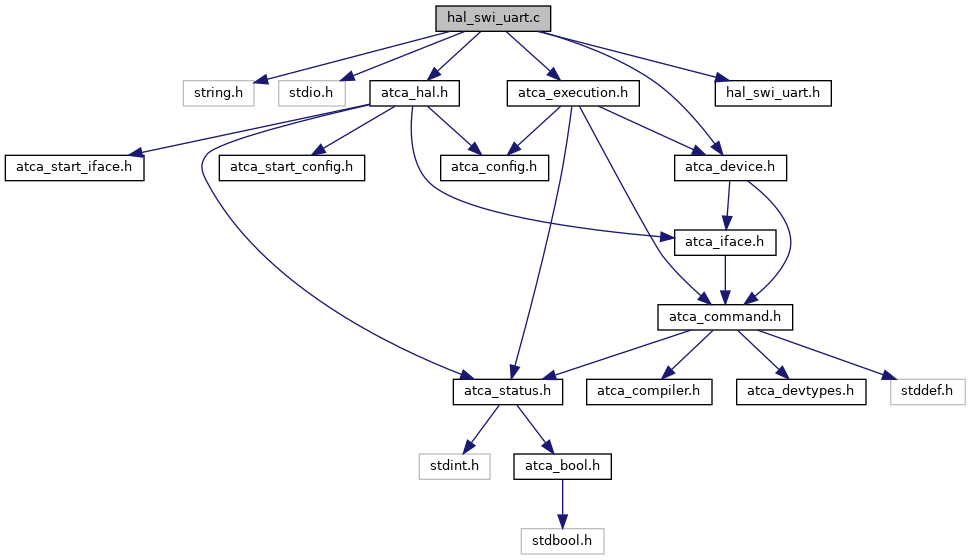 hal_swi_uart.c
string.h
stdio.h
atca_hal.h
atca_execution.h
hal_swi_uart.h
atca_start_iface.h
atca_start_config.h
atca_config.h
atca_device.h
atca_iface.h
atca_command.h
atca_status.h
atca_compiler.h
atca_devtypes.h
stddef.h
stdint.h
atca_bool.h
stdbool.h